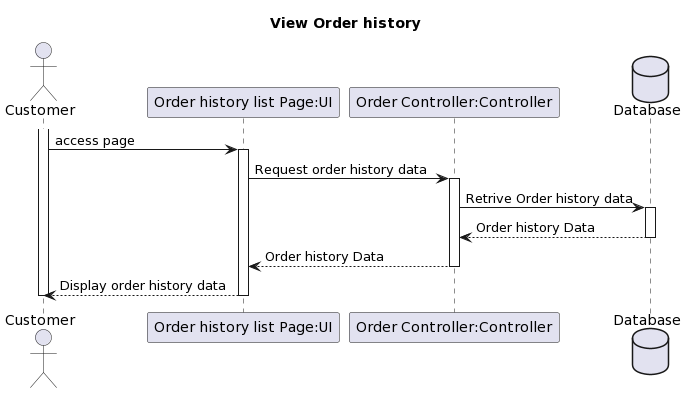 View Order history
Customer
Order history list Page:UI
Order Controller:Controller
Database
access page
Request order history data
Retrive Order history data
Order history Data
Order history Data
Display order history data
Customer
Order history list Page:UI
Order Controller:Controller
Database